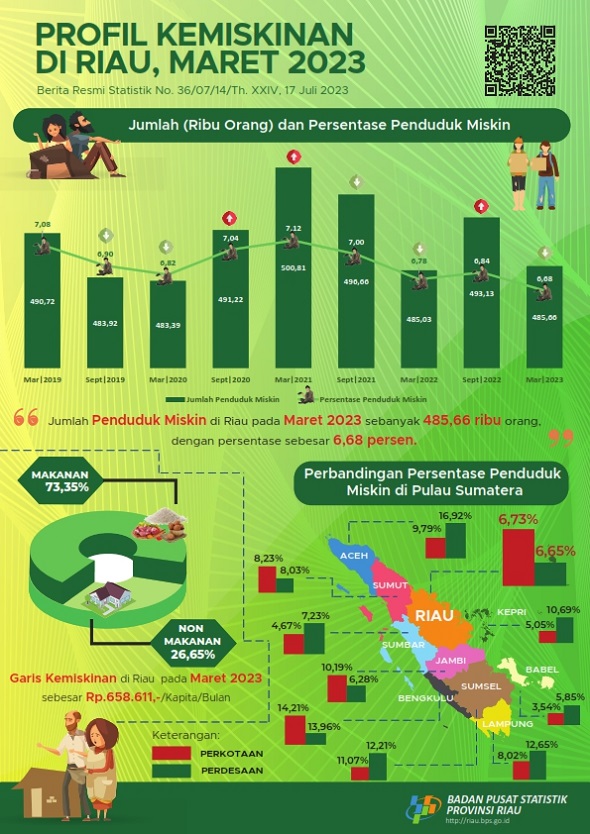 PROFIL KEMISKINAN
DI RIAU, MARET 2023
Berita Resmi Statistik No. 36/07/14/Th. XXIV, 17 Juli 2023
Jumlah (Ribu Orang) dan Persentase Penduduk Miskin
7,08
6,90
6,82
7,04
7.12
7,00
6,78
6,84
6,68
490,72
483,92
483,39
491,22
500,81
496,66
485,03
493,13
485,66
Mar|2019
Sept|2019
Mar|2020
Sept|2020
Mar|2021
Sept|2021
Mar|2022
Sept|2022
Mar|2023
Jumlah Penduduk Miskin
Persentase Penduduk Miskin
Jumlah Penduduk Miskin di Riau pada Maret 2023 sebanyak 485,66 ribu orang,
dengan persentase sebesar 6,68 persen.
MAKANAN
73,35%
NON
MAKANAN
26,65%
Garis Kemiskinan di Riau pada Maret 2023
sebesar Rp.658.611,-/Kapita/Bulan
Keterangan:
PERKOTAAN
PERDESAAN
Perbandingan Persentase Penduduk
Miskin di Pulau Sumatera
16,92%
9,79%
6,73%
6,65%
8,23%
8,03%
ACEH
SUMUT
RIAU
KEPRI
10,69%
5,05%
7,23%
4,67%
SUMBAR
JAMBI
10,19%
6,28%
BABEL
SUMSEL
BENGKULU
5,85%
3,54%
14,21%
13,96%
LAMPUNG
12,21%
11,07%
12,65%
8,02%
BADAN PUSAT STATISTIK
PROVINSI RIAU
http://riau.bps.go.id